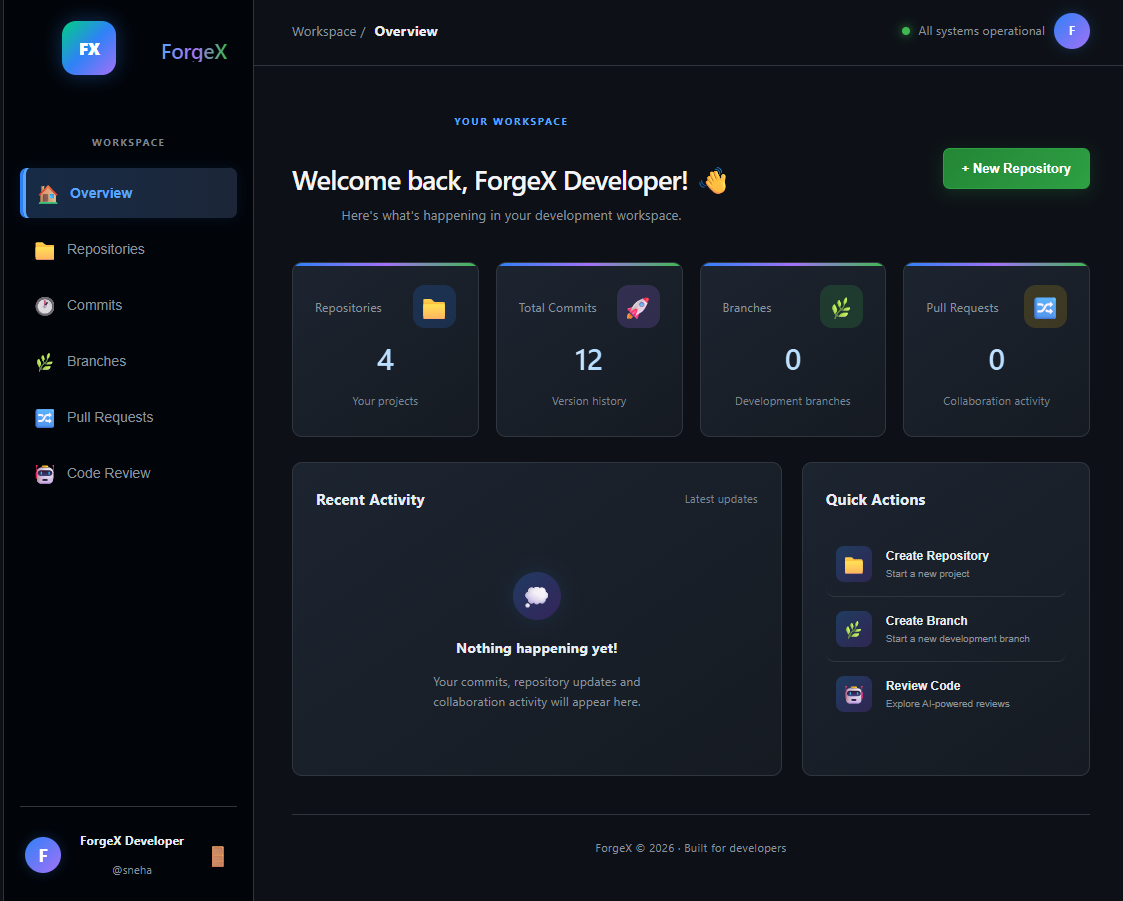 FX
ForgeX
WORKSPACE
Overview
Repositories
Commits
Branches
Pull Requests
Code Review
F
ForgeX Developer
@sneha
Workspace / Overview
All systems operational
F
YOUR WORKSPACE
Welcome back, ForgeX Developer! 👋
Here's what's happening in your development workspace.
+ New Repository
Repositories
4
Your projects
Total Commits
12
Version history
Branches
0
Development branches
Pull Requests
0
Collaboration activity
Recent Activity
Latest updates
Nothing happening yet!
Your commits, repository updates and
collaboration activity will appear here.
Quick Actions
Create Repository
Start a new project
Create Branch
Start a new development branch
Review Code
Explore AI-powered reviews
ForgeX © 2026 · Built for developers